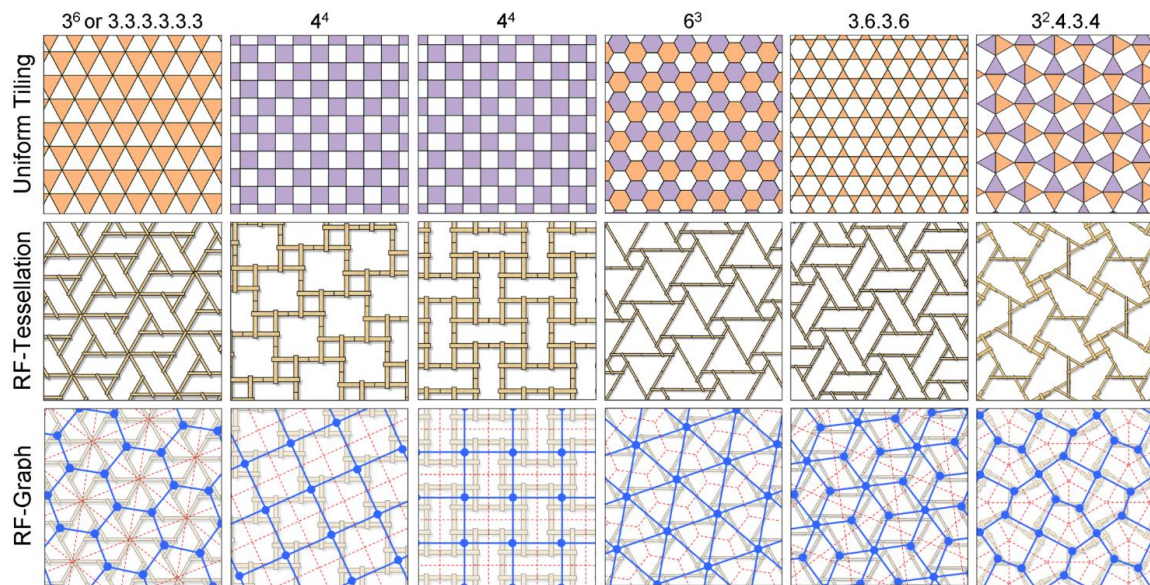 3⁶ or 3.3.3.3.3.3
4⁴
4⁴
6³
3.6.3.6
3².4.3.4
Uniform Tiling
RF-Tessellation
RF-Graph